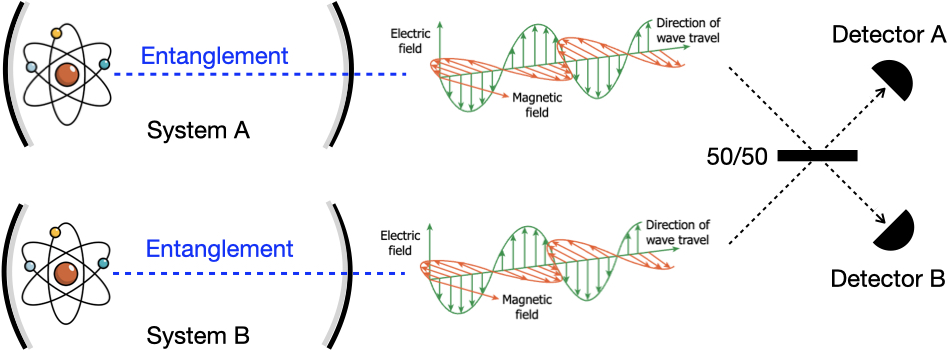 Entanglement
System A
Electric
field
Magnetic
field
Direction of
wave travel
Detector A
50/50
Entanglement
System B
Electric
field
Magnetic
field
Direction of
wave travel
Detector B